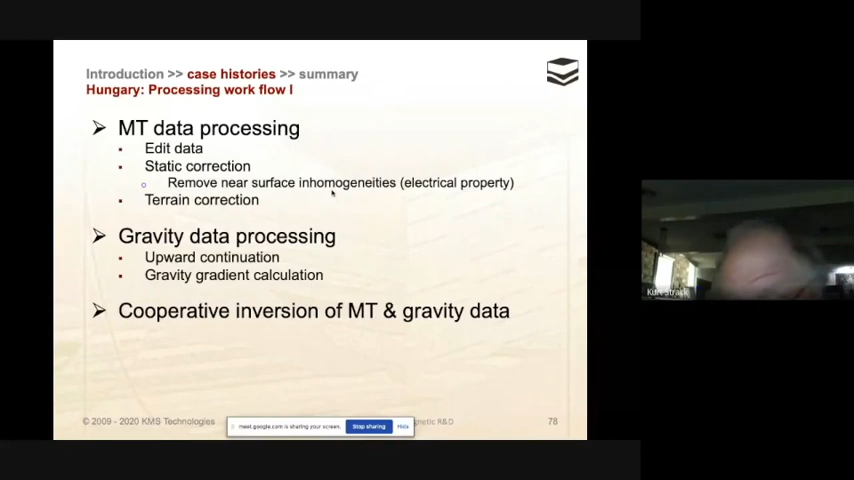 Introduction >> case histories >> summary
Hungary: Processing work flow I
➢ MT data processing
▪ Edit data
▪ Static correction
o Remove near surface inhomogeneities (electrical property)
▪ Terrain correction
➢ Gravity data processing
▪ Upward continuation
▪ Gravity gradient calculation
➢ Cooperative inversion of MT & gravity data
© 2009 - 2020 KMS Technologies
meet.google.com is sharing your screen.
Stop sharing
Hide
R&D
78